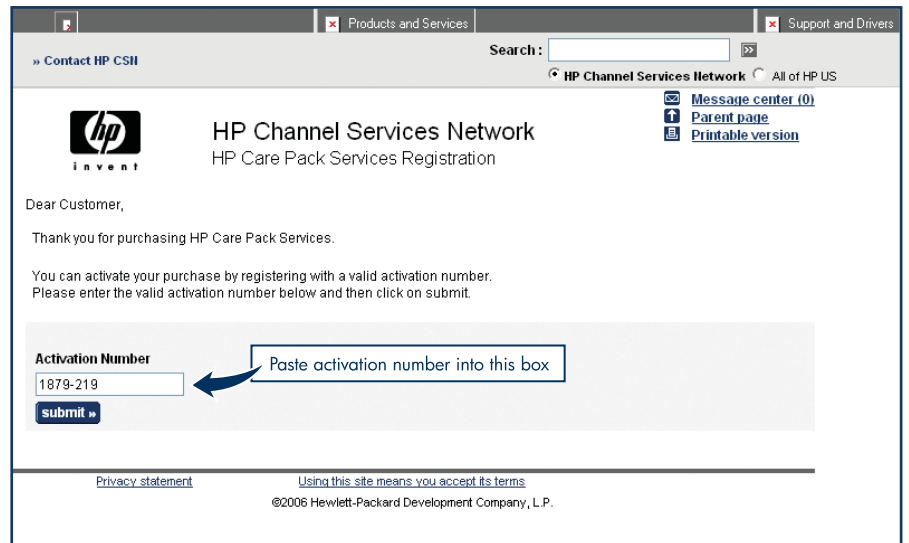 Products and Services
Support and Drivers
» Contact HP CSN
Search :
»
HP Channel Services Network
All of HP US
Message center (0)
Parent page
Printable version
hp
invent
HP Channel Services Network
HP Care Pack Services Registration
Dear Customer,
Thank you for purchasing HP Care Pack Services.
You can activate your purchase by registering with a valid activation number.
Please enter the valid activation number below and then click on submit.
Activation Number
1879-219
Paste activation number into this box
submit »
Privacy statement
Using this site means you accept its terms
©2006 Hewlett-Packard Development Company, L.P.